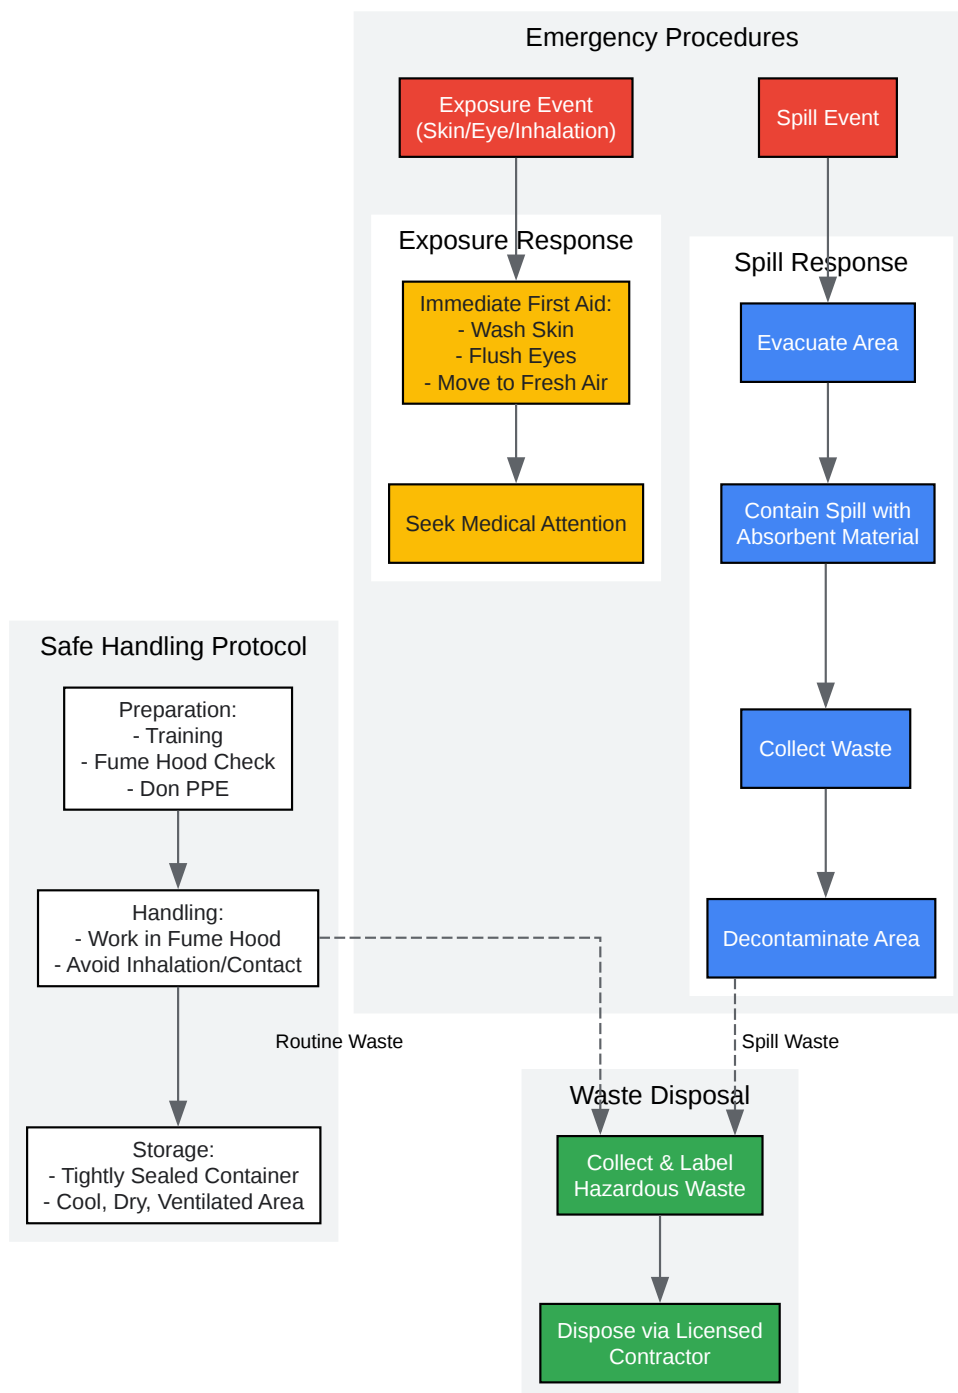 Emergency Procedures
Exposure Event
(Skin/Eye/Inhalation)
Spill Event
Exposure Response
Immediate First Aid:
- Wash Skin
- Flush Eyes
- Move to Fresh Air
Seek Medical Attention
Spill Response
Evacuate Area
Contain Spill with
Absorbent Material
Collect Waste
Decontaminate Area
Safe Handling Protocol
Preparation:
- Training
- Fume Hood Check
- Don PPE
Handling:
- Work in Fume Hood
- Avoid Inhalation/Contact
Storage:
- Tightly Sealed Container
- Cool, Dry, Ventilated Area
Routine Waste
Spill Waste
Waste Disposal
Collect & Label
Hazardous Waste
Dispose via Licensed
Contractor